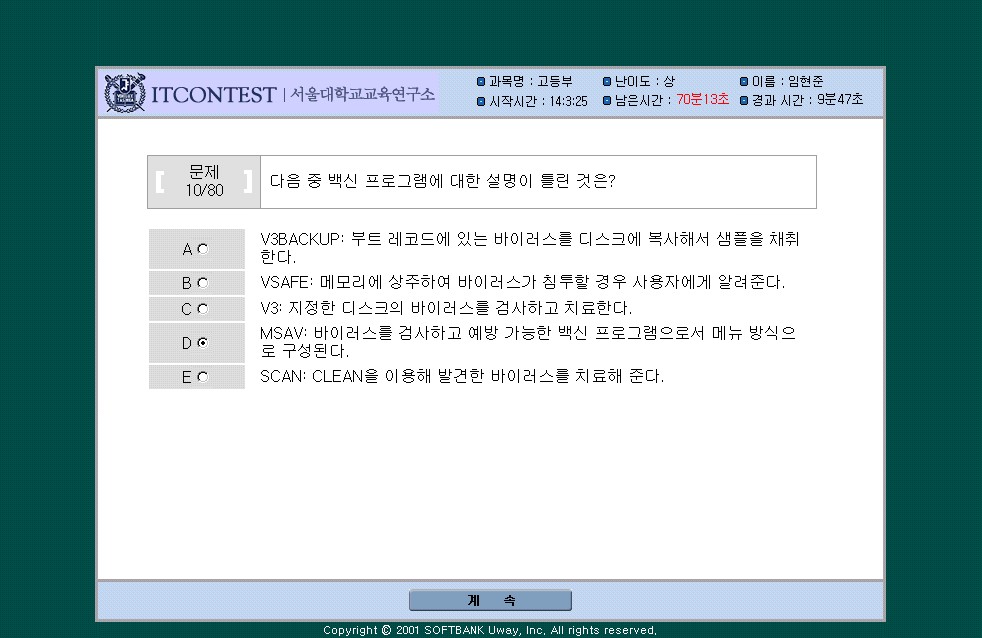 ITCONTEST | 서울대학교교육연구소
과목명 : 고등부 난이도 : 상 이름 : 임현준
시작시간 : 14:3:25 남은시간 : 70분13초 경과 시간 : 9분47초
문제
10/80
다음 중 백신 프로그램에 대한 설명이 틀린 것은?
A V3BACKUP: 부트 레코드에 있는 바이러스를 디스크에 복사해서 샘플을 채취
한다.
B VSAFE: 메모리에 상주하여 바이러스가 침투할 경우 사용자에게 알려준다.
C V3: 지정한 디스크의 바이러스를 검사하고 치료한다.
D MSAV: 바이러스를 검사하고 예방 가능한 백신 프로그램으로서 메뉴 방식으
로 구성된다.
E SCAN: CLEAN을 이용해 발견한 바이러스를 치료해 준다.
계 속
Copyright © 2001 SOFTBANK Uway, Inc. All rights reserved.